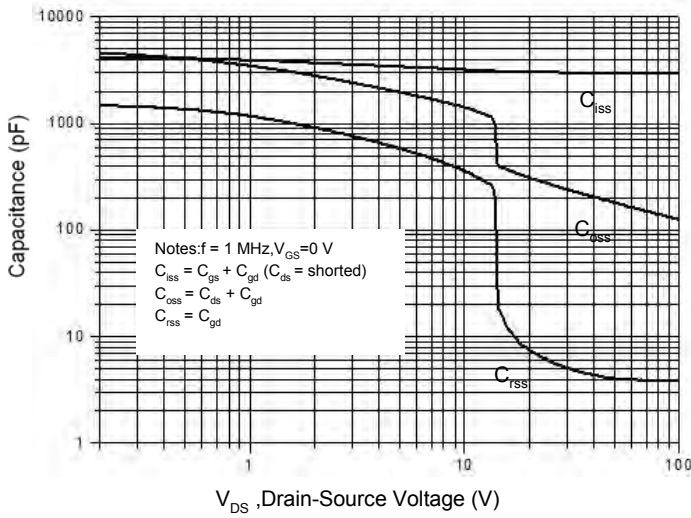 10000
1000
100
10
1
Capacitance (pF)
C_iss
C_oss
C_rss
Notes:f = 1 MHz,V_GS=0 V
C_iss = C_gs + C_gd (C_ds = shorted)
C_oss = C_ds + C_gd
C_rss = C_gd
1
10
100
V_DS ,Drain-Source Voltage (V)